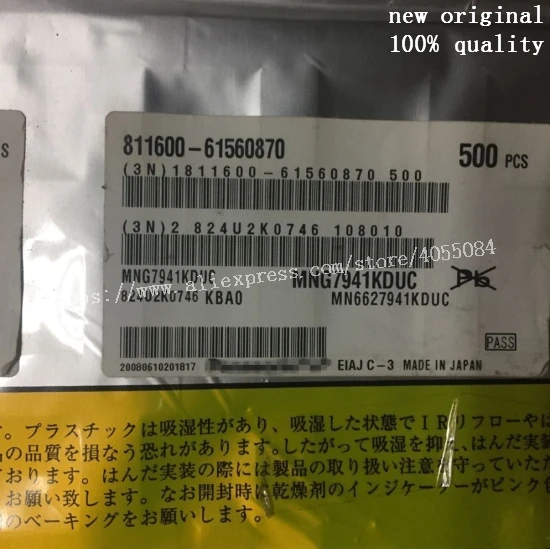 new original
100% quality
S
811600-61560870 500 PCS
(3N)1811600-61560870 500
(3N)2 824U2K0746 108010
MNG7941KDUC MNG7941KDUC Pb
https://www.aliexpress.com/store/4055084
824U2K0746 KBA0 MN6627941KDUC
PASS
20080610201817 EIAJ C-3 MADE IN JAPAN
す。プラスチックは吸湿性があり、吸湿した状態でIRリフローやは
品の品質を損なう恐れがあります。したがって吸湿を抑え、はんだ実
ております。はんだ実装の際には製品の取り扱い注意を守っていただ
お願い致します。なお開封時に乾燥剤のインジケーターがピンク色
のベーキングをお願いします。